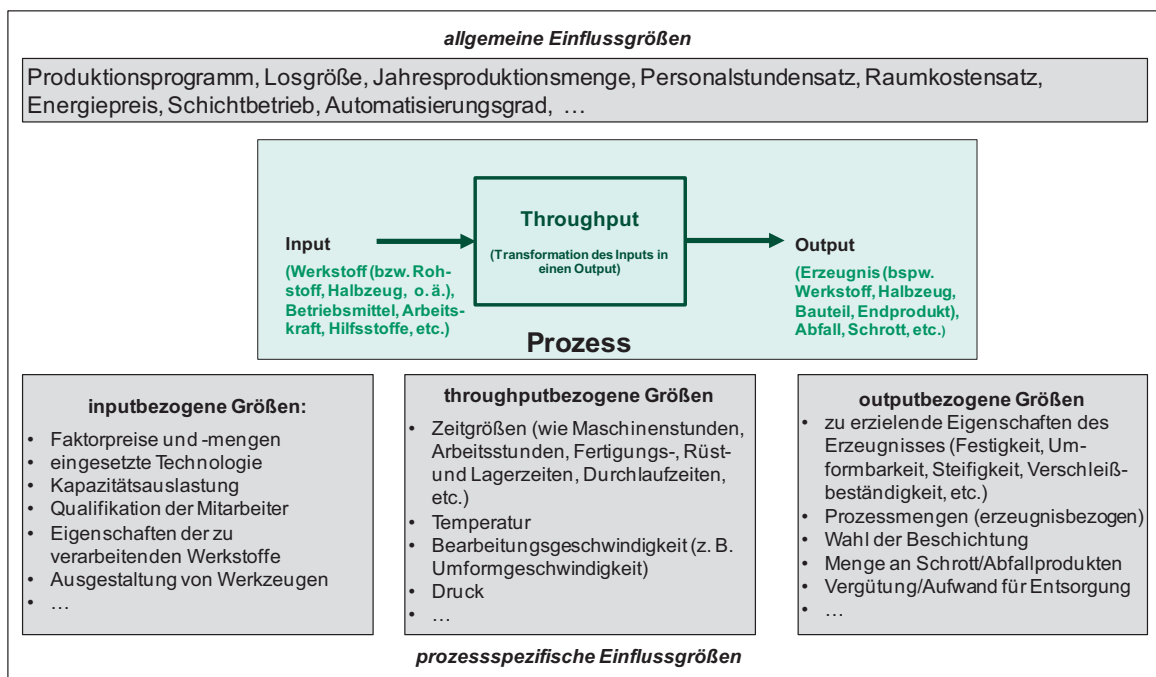 allgemeine Einflussgrößen
Produktionsprogramm, Losgröße, Jahresproduktionsmenge, Personalstundensatz, Raumkostensatz,
Energiepreis, Schichtbetrieb, Automatisierungsgrad, …
Throughput
(Transformation des Inputs in
einen Output)
Input
(Werkstoff (bzw. Roh-
stoff, Halbzeug, o. ä.),
Betriebsmittel, Arbeits-
kraft, Hilfsstoffe, etc.)
Output
(Erzeugnis (bspw.
Werkstoff, Halbzeug,
Bauteil, Endprodukt),
Abfall, Schrott, etc.)
Prozess
inputbezogene Größen:
• Faktorpreise und -mengen
• eingesetzte Technologie
• Kapazitätsauslastung
• Qualifikation der Mitarbeiter
• Eigenschaften der zu
verarbeitenden Werkstoffe
• Ausgestaltung von Werkzeugen
• …
throughputbezogene Größen
• Zeitgrößen (wie Maschinenstunden,
Arbeitsstunden, Fertigungs-, Rüst-
und Lagerzeiten, Durchlaufzeiten,
etc.)
• Temperatur
• Bearbeitungsgeschwindigkeit (z. B.
Umformgeschwindigkeit)
• Druck
• …
outputbezogene Größen
• zu erzielende Eigenschaften des
Erzeugnisses (Festigkeit, Um-
formbarkeit, Steifigkeit, Verschleiß-
beständigkeit, etc.)
• Prozessmengen (erzeugnisbezogen)
• Wahl der Beschichtung
• Menge an Schrott/Abfallprodukten
• Vergütung/Aufwand für Entsorgung
• …
prozessspezifische Einflussgrößen